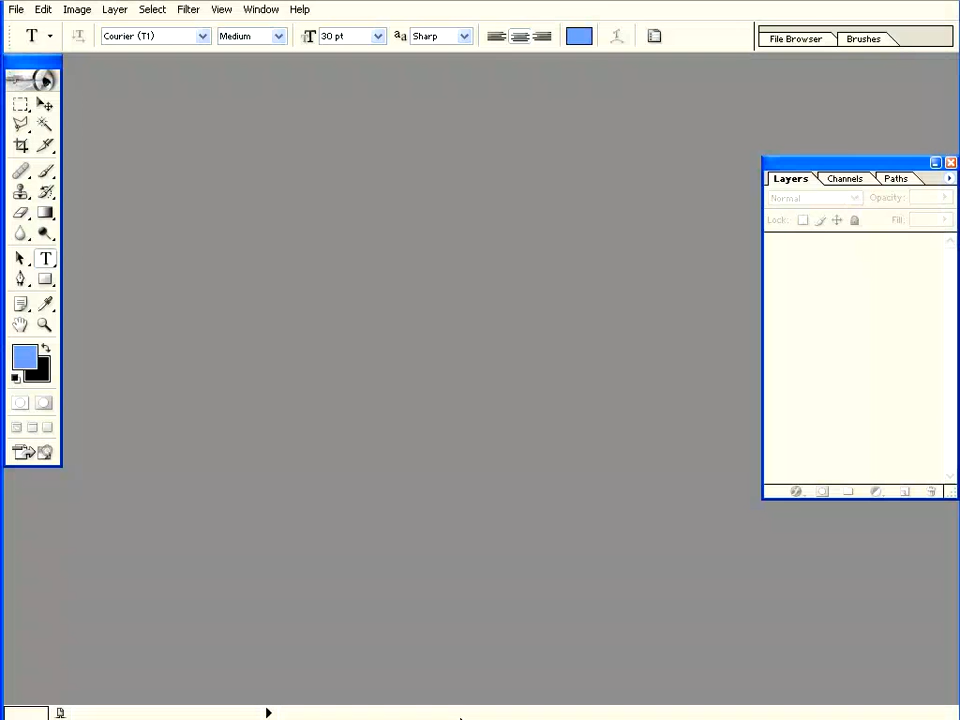 File Edit Image Layer Select Filter View Window Help
T Courier (T1) Medium T 30 pt aa Sharp File Browser Brushes
Layers Channels Paths
Normal Opacity:
Lock: Fill:
T